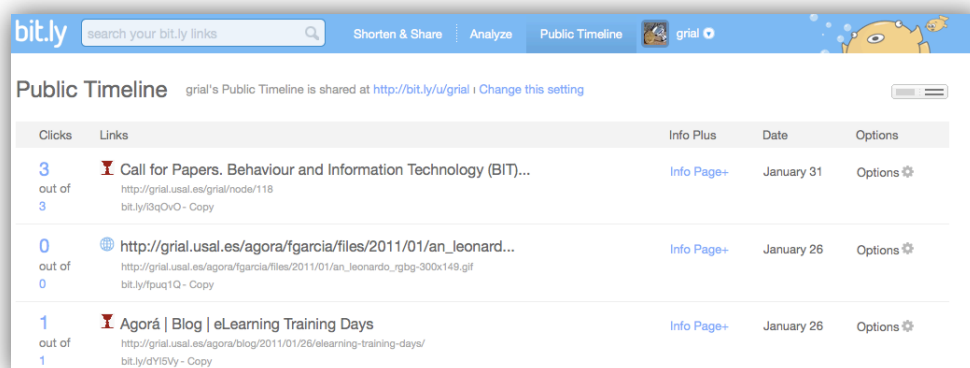 bit.ly search your bit.ly links Shorten & Share Analyze Public Timeline grial
Public Timeline grial's Public Timeline is shared at http://bit.ly/u/grial | Change this setting
Clicks Links Info Plus Date Options
3 Call for Papers. Behaviour and Information Technology (BIT)... Info Page+ January 31 Options
out of http://grial.usal.es/grial/node/118
3 bit.ly/i3qOvO - Copy
0 http://grial.usal.es/agora/fgarcia/files/2011/01/an_leonard... Info Page+ January 26 Options
out of http://grial.usal.es/agora/fgarcia/files/2011/01/an_leonardo_rgbg-300x149.gif
0 bit.ly/fpuq1Q - Copy
1 Agorá | Blog | eLearning Training Days Info Page+ January 26 Options
out of http://grial.usal.es/agora/blog/2011/01/26/elearning-training-days/
1 bit.ly/dYl5Vy - Copy